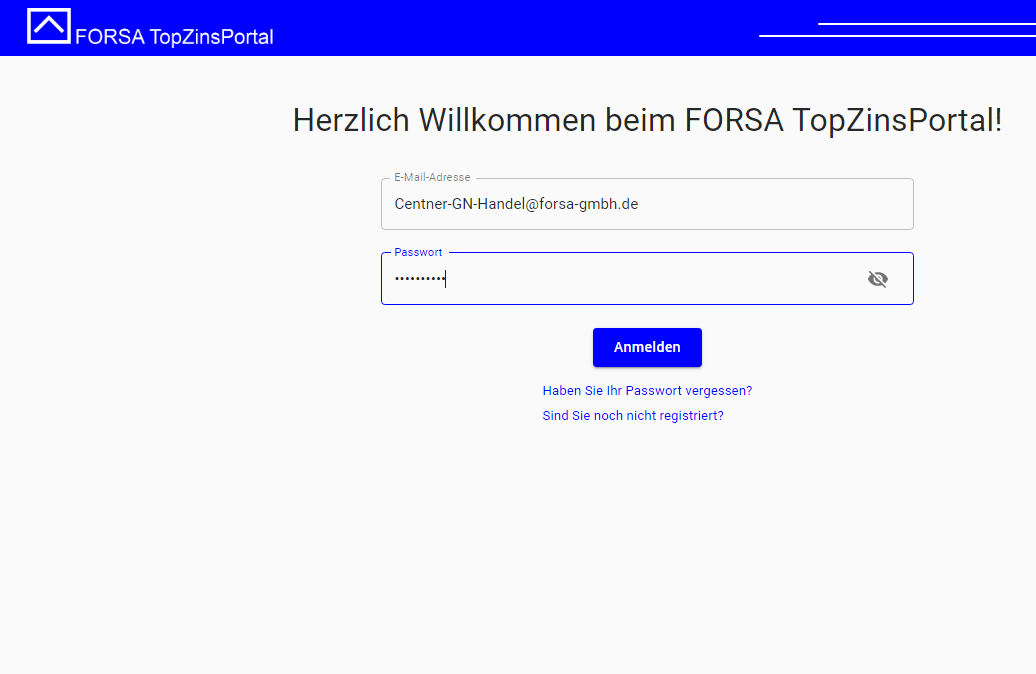 FORSA TopZinsPortal
Herzlich Willkommen beim FORSA TopZinsPortal!
E-Mail-Adresse
Centner-GN-Handel@forsa-gmbh.de
Passwort
••••••••••
Anmelden
Haben Sie Ihr Passwort vergessen?
Sind Sie noch nicht registriert?